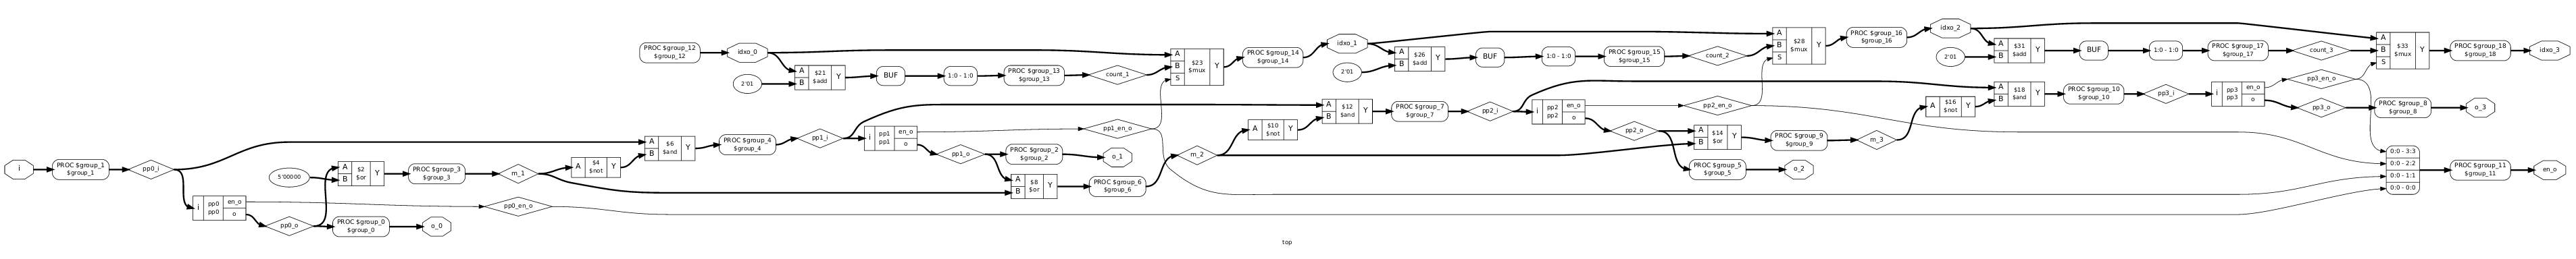 i
PROC $group_1
$group_1
pp0_i
i
pp0
pp0
en_o
o
pp0_o
5'00000
A
B
$2
$or
Y
PROC $group_0
$group_0
o_0
PROC $group_3
$group_3
m_1
pp0_en_o
A
$4
$not
Y
A
B
$6
$and
Y
PROC $group_4
$group_4
pp1_i
i
pp1
pp1
en_o
o
pp1_o
PROC $group_2
$group_2
o_1
A
B
$8
$or
Y
PROC $group_6
$group_6
pp1_en_o
m_2
PROC $group_12
$group_12
idxo_0
2'01
A
B
$21
$add
Y
BUF
1:0 - 1:0
PROC $group_13
$group_13
count_1
A
B
S
$23
$mux
Y
PROC $group_14
$group_14
idxo_1
2'01
A
B
$26
$add
Y
BUF
1:0 - 1:0
PROC $group_15
$group_15
count_2
A
$10
$not
Y
A
B
$12
$and
Y
PROC $group_7
$group_7
pp2_i
i
pp2
pp2
en_o
o
pp2_o
pp2_en_o
A
B
$14
$or
Y
PROC $group_5
$group_5
o_2
PROC $group_9
$group_9
m_3
A
B
S
$28
$mux
Y
PROC $group_16
$group_16
idxo_2
2'01
A
B
$31
$add
Y
BUF
1:0 - 1:0
PROC $group_17
$group_17
count_3
A
$16
$not
Y
A
B
$18
$and
Y
PROC $group_10
$group_10
pp3_i
i
pp3
pp3
en_o
o
pp3_en_o
pp3_o
PROC $group_8
$group_8
o_3
A
B
S
$33
$mux
Y
PROC $group_18
$group_18
idxo_3
0:0 - 3:3
0:0 - 2:2
0:0 - 1:1
0:0 - 0:0
PROC $group_11
$group_11
en_o
top